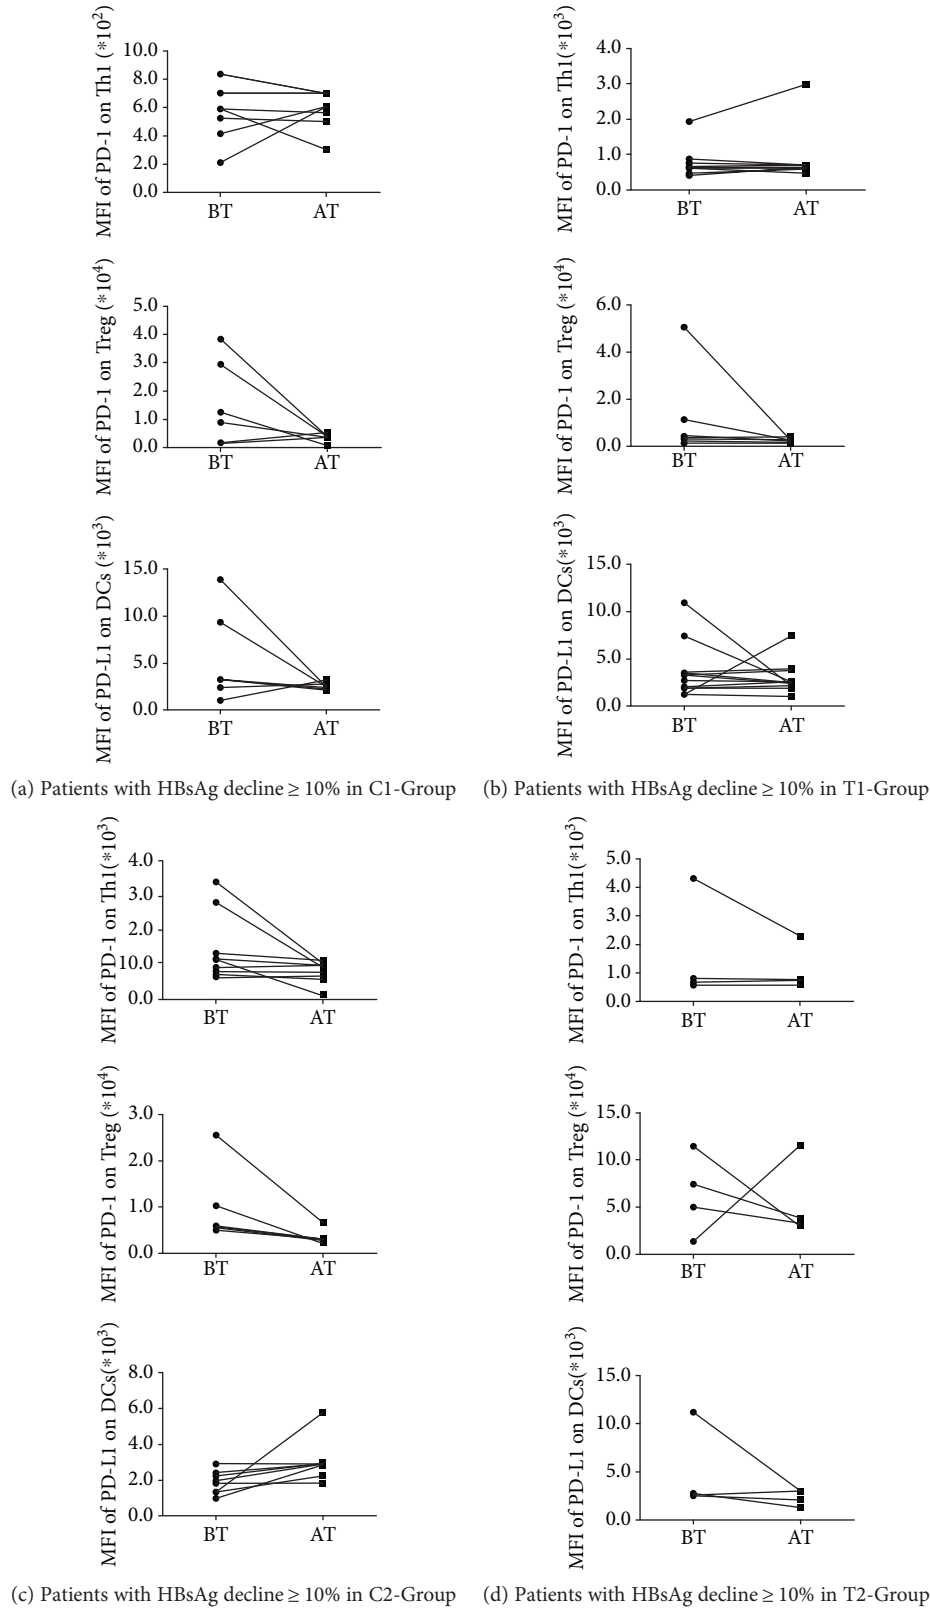 MFI of PD-1 on Th1 (*10²)
10.0
8.0
6.0
4.0
2.0
0.0
BT
AT
MFI of PD-1 on Treg (*10⁴)
5.0
4.0
3.0
2.0
1.0
0.0
BT
AT
MFI of PD-L1 on DCs (*10³)
15.0
10.0
5.0
0.0
BT
AT
(a) Patients with HBsAg decline ≥ 10% in C1-Group
MFI of PD-1 on Th1(*10³)
4.0
3.0
2.0
1.0
0.0
BT
AT
MFI of PD-1 on Treg (*10⁴)
6.0
4.0
2.0
0.0
BT
AT
MFI of PD-L1 on DCs(*10³)
15.0
10.0
5.0
0.0
BT
AT
(b) Patients with HBsAg decline ≥ 10% in T1-Group
MFI of PD-1 on Th1(*10³)
4.0
3.0
2.0
10.0
0.0
BT
AT
MFI of PD-1 on Treg (*10⁴)
3.0
2.0
1.0
0.0
BT
AT
MFI of PD-L1 on DCs(*10³)
8.0
6.0
4.0
2.0
0.0
BT
AT
(c) Patients with HBsAg decline ≥ 10% in C2-Group
MFI of PD-1 on Th1(*10³)
5.0
4.0
3.0
2.0
1.0
0.0
BT
AT
MFI of PD-1 on Treg (*10⁴)
15.0
10.0
5.0
0.0
BT
AT
MFI of PD-L1 on DCs(*10³)
15.0
10.0
5.0
0.0
BT
AT
(d) Patients with HBsAg decline ≥ 10% in T2-Group